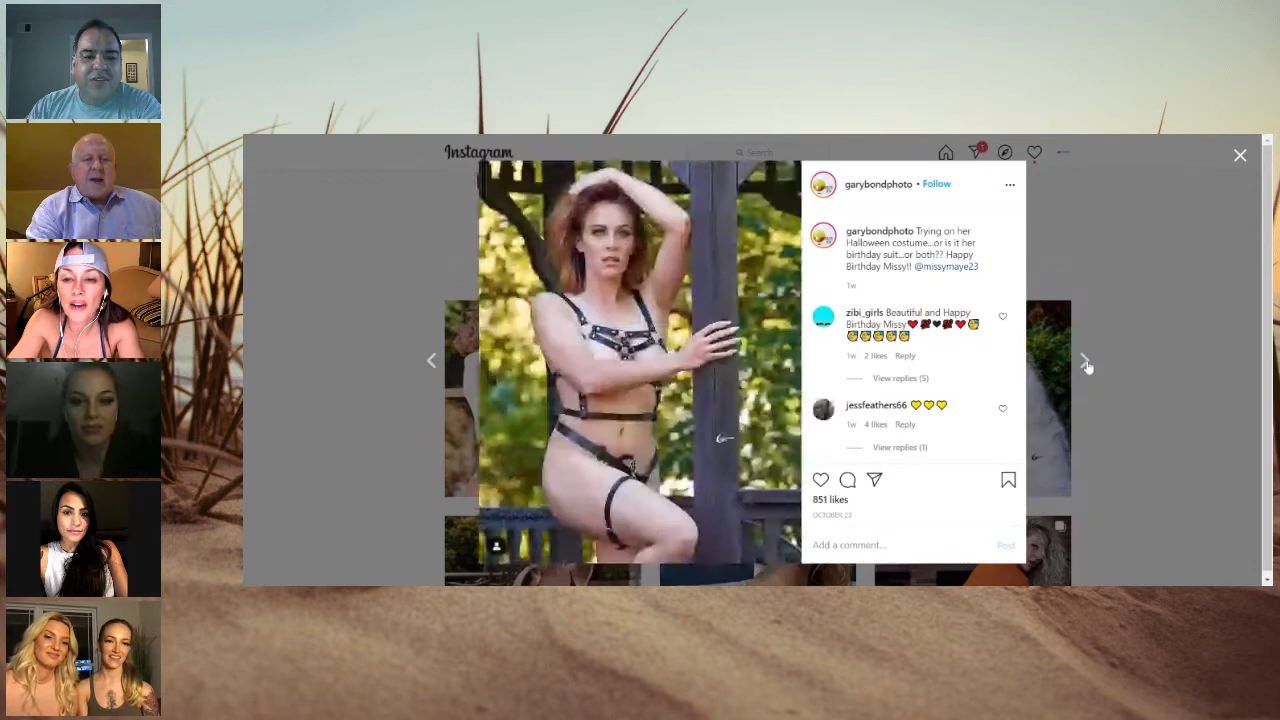 Instagram
Search
1
garybondphoto • Follow
garybondphoto Trying on her
Halloween costume...or is it her
birthday suit...or both?? Happy
Birthday Missy!! @missymaye23
1w
zibi_girls Beautiful and Happy
Birthday Missy❤️
1w 2 likes Reply
View replies (5)
jessfeathers66 💛💛💛
1w 4 likes Reply
View replies (1)
851 likes
OCTOBER 23
Add a comment... Post